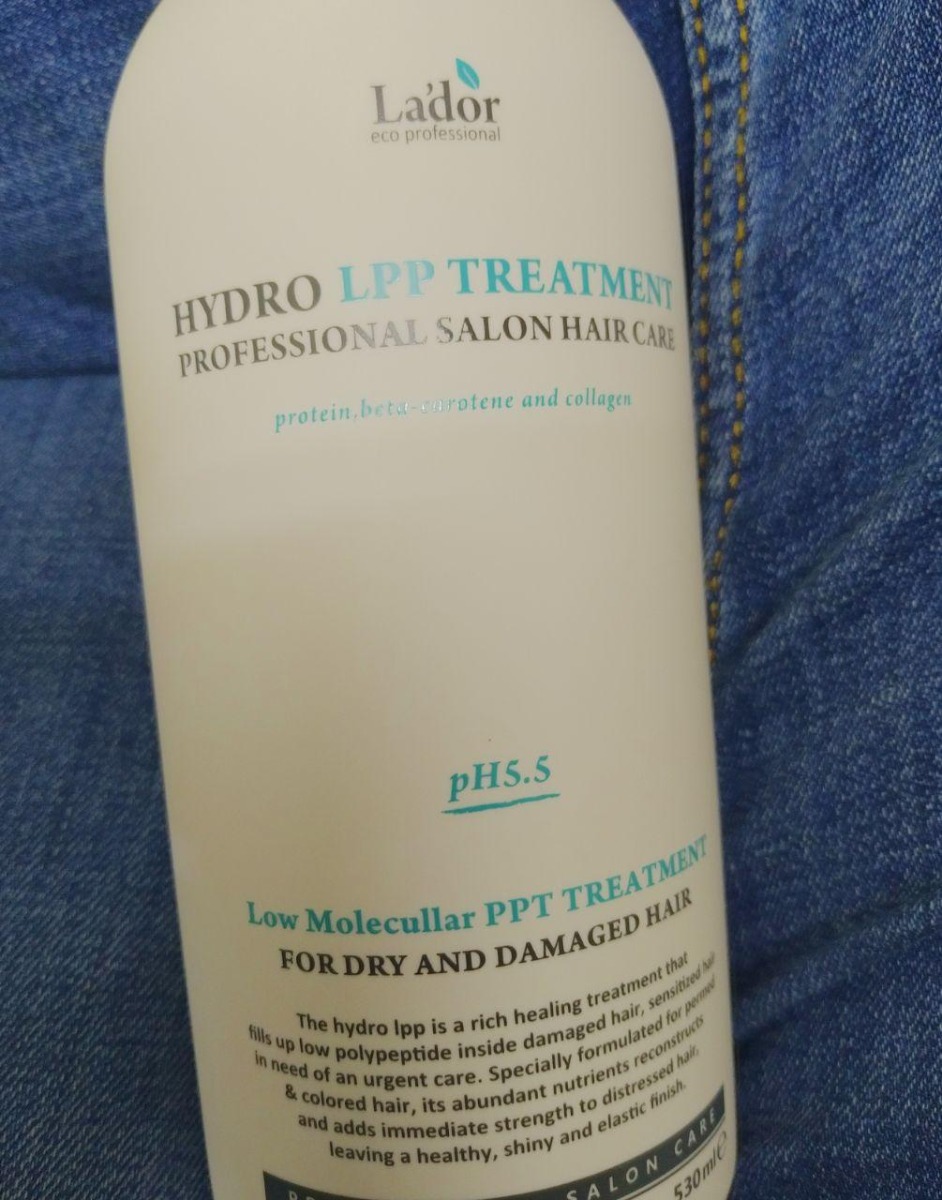 La'dor
eco professional
HYDRO LPP TREATMENT
PROFESSIONAL SALON HAIR CARE
protein,beta-carotene and collagen
pH5.5
Low Molecullar PPT TREATMENT
FOR DRY AND DAMAGED HAIR
The hydro lpp is a rich healing treatment that
fills up low polypeptide inside damaged hair, sensitized hair
in need of an urgent care. Specially formulated for permed
& colored hair, its abundant nutrients reconstructs
and adds immediate strength to distressed hair,
leaving a healthy, shiny and elastic finish.
SALON CARE
530ml℮